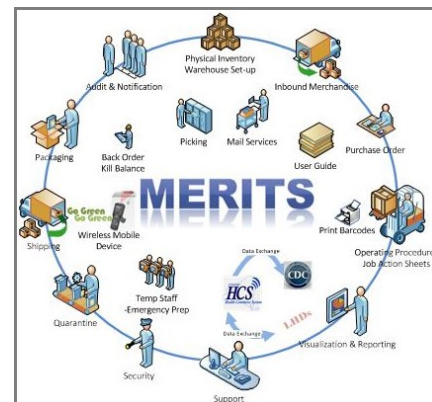 Physical Inventory
Warehouse Set-up
Audit & Notification
Inbound Merchandise
Packaging
Back Order
Kill Balance
Picking
Mail Services
User Guide
Purchase Order
Go Green
Go Green
MERITS
Shipping
Wireless Mobile
Device
Print Barcodes
Operating Procedure
Job Action Sheets
Data Exchange
HCS
CDC
Temp Staff
-Emergency Prep
Data Exchange
LHDs
Quarantine
Visualization & Reporting
Security
Support